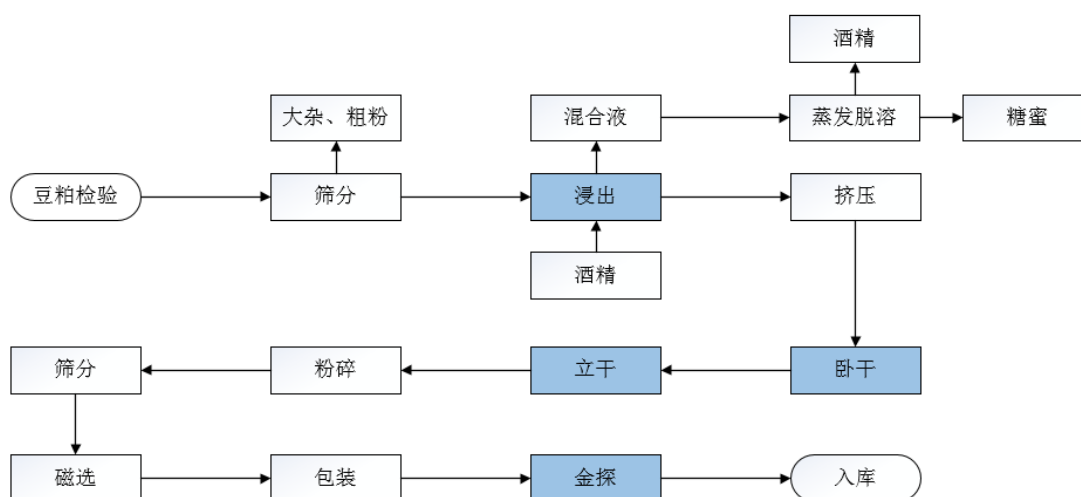 酒精
大杂、粗粉
混合液
蒸发脱溶
糖蜜
豆粕检验
筛分
浸出
挤压
酒精
筛分
粉碎
立干
卧干
磁选
包装
金探
入库